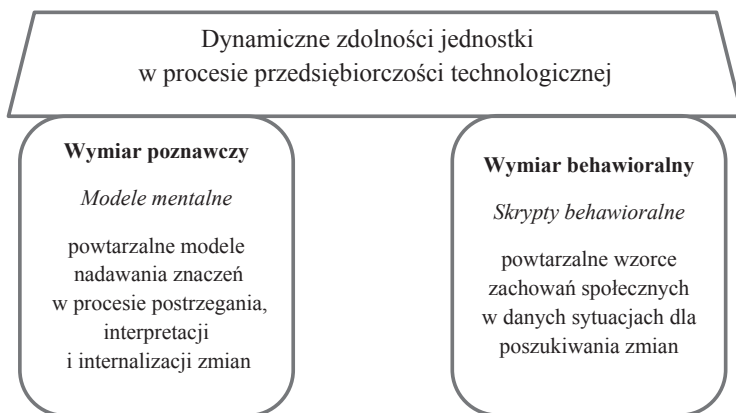 Dynamiczne zdolności jednostki
w procesie przedsiębiorczości technologicznej
Wymiar poznawczy
Modele mentalne
powtarzalne modele
nadawania znaczeń
w procesie postrzegania,
interpretacji
i internalizacji zmian
Wymiar behawioralny
Skrypty behawioralne
powtarzalne wzorce
zachowań społecznych
w danych sytuacjach dla
poszukiwania zmian